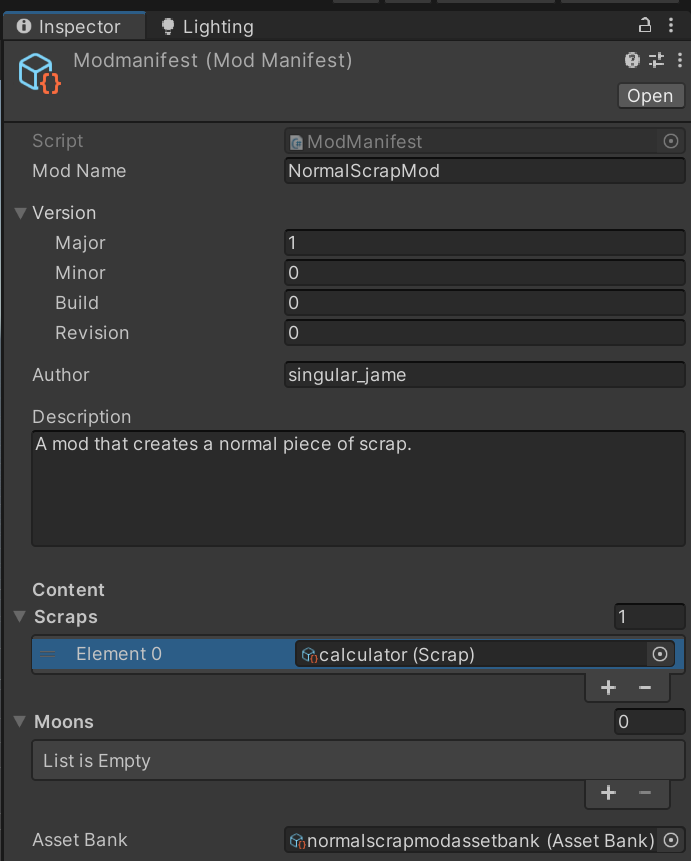 Inspector Lighting
Modmanifest (Mod Manifest)
Open
Script ModManifest
Mod Name NormalScrapMod
Version
Major 1
Minor 0
Build 0
Revision 0
Author singular_jame
Description
A mod that creates a normal piece of scrap.
Content
Scraps 1
Element 0 calculator (Scrap)
+ −
Moons 0
List is Empty
+ −
Asset Bank normalscrapmodassetbank (Asset Bank)